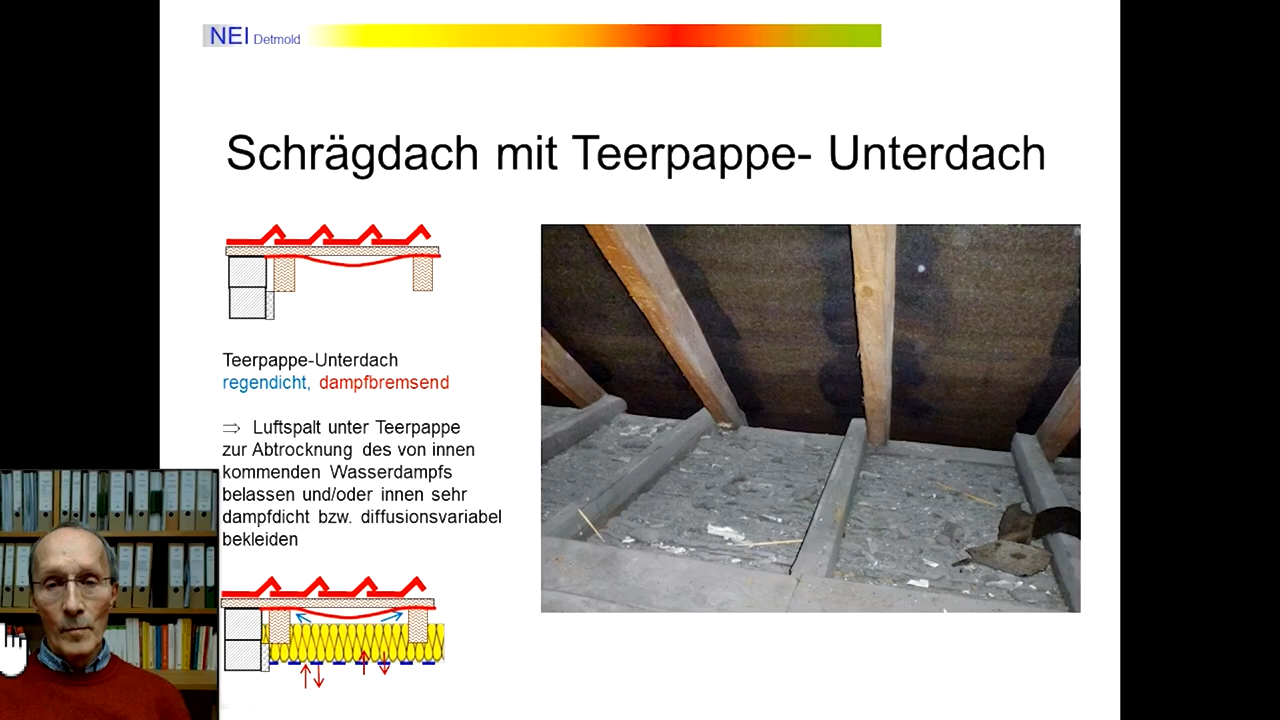 NEI Detmold
Schrägdach mit Teerpappe- Unterdach
Teerpappe-Unterdach
regendicht, dampfbremsend
⇒ Luftspalt unter Teerpappe
zur Abtrocknung des von innen
kommenden Wasserdampfs
belassen und/oder innen sehr
dampfdicht bzw. diffusionsvariabel
bekleiden